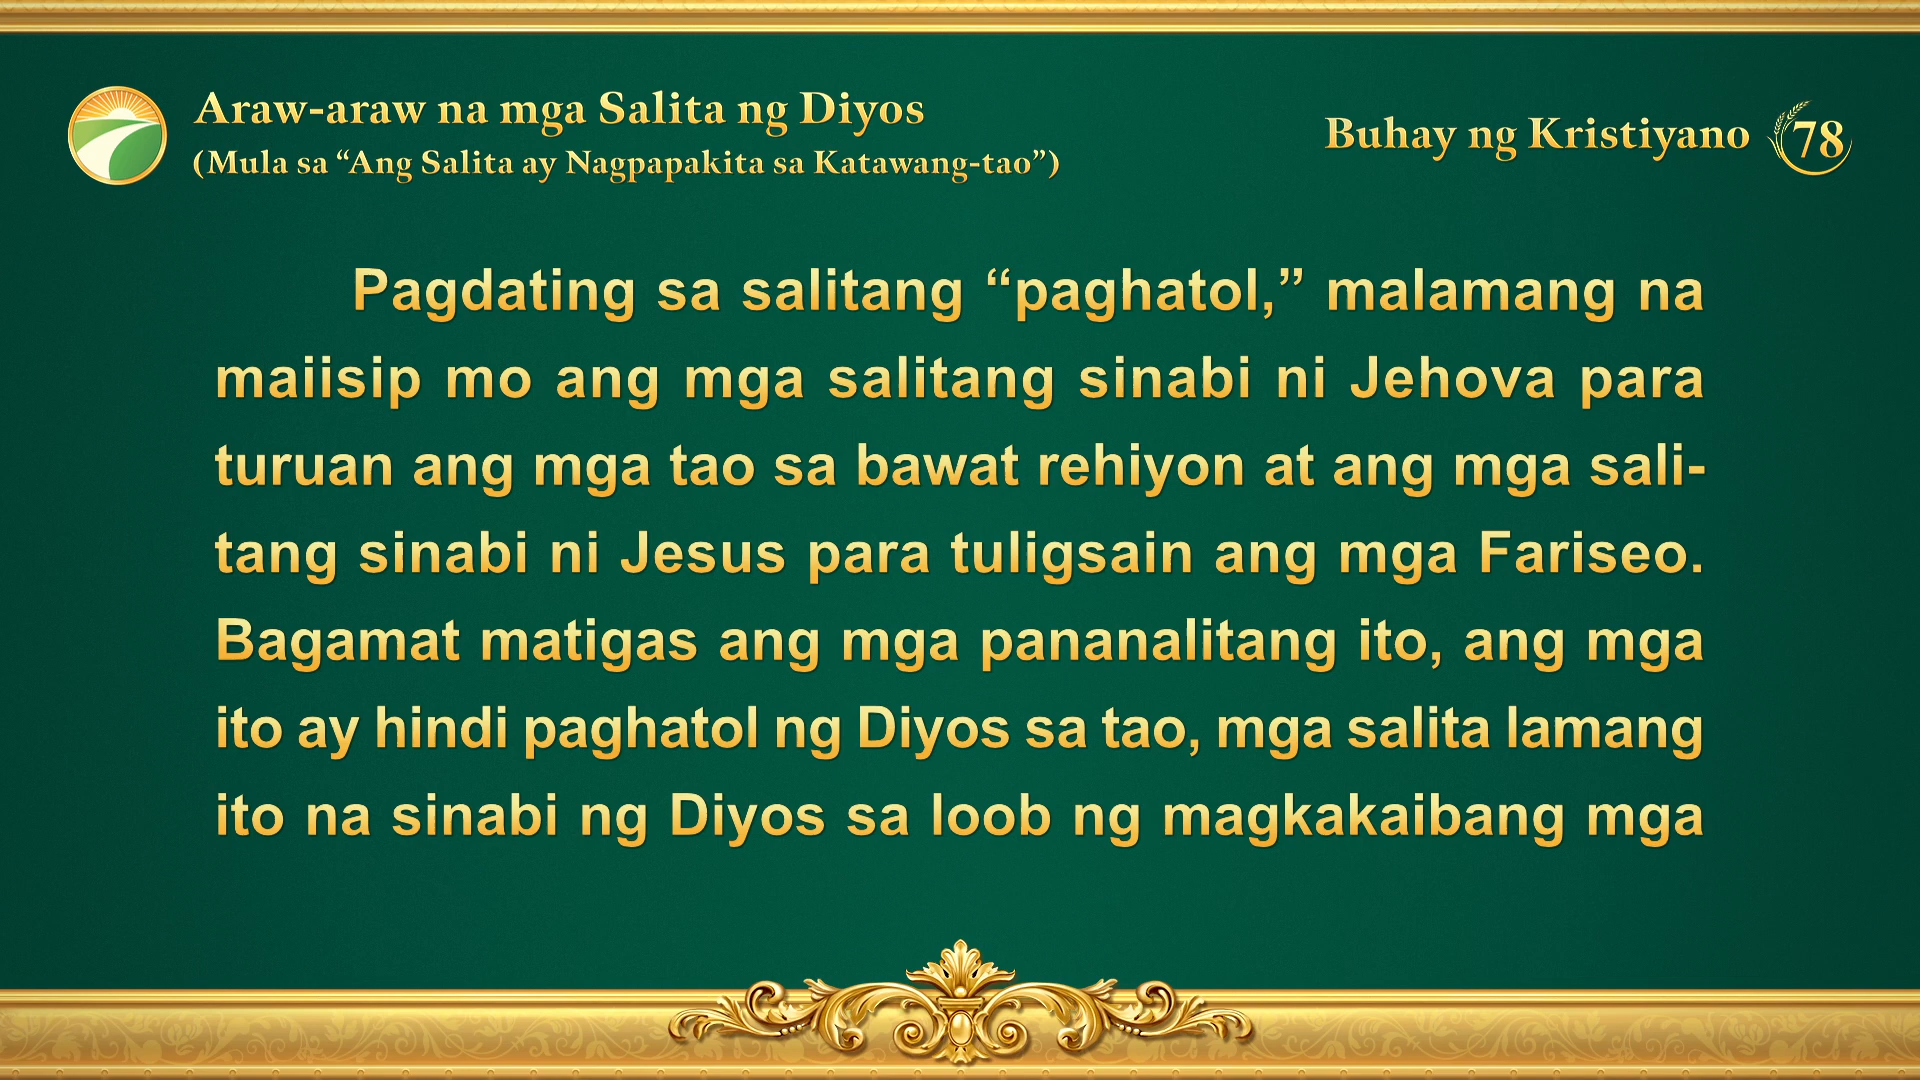 Araw-araw na mga Salita ng Diyos
(Mula sa “Ang Salita ay Nagpapakita sa Katawang-tao”)
Buhay ng Kristiyano 78
Pagdating sa salitang “paghatol,” malamang na
maiisip mo ang mga salitang sinabi ni Jehova para
turuan ang mga tao sa bawat rehiyon at ang mga sali-
tang sinabi ni Jesus para tuligsain ang mga Fariseo.
Bagamat matigas ang mga pananalitang ito, ang mga
ito ay hindi paghatol ng Diyos sa tao, mga salita lamang
ito na sinabi ng Diyos sa loob ng magkakaibang mga